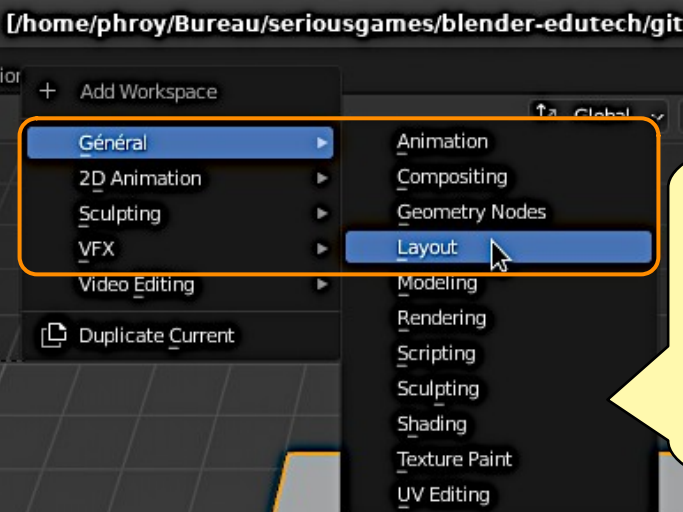 [/home/phroy/Bureau/seriousgames/blender-edutech/git
Add Workspace
Global
Général
2D Animation
Sculpting
VFX
Video Editing
Duplicate Current
Animation
Compositing
Geometry Nodes
Layout
Modeling
Rendering
Scripting
Sculpting
Shading
Texture Paint
UV Editing